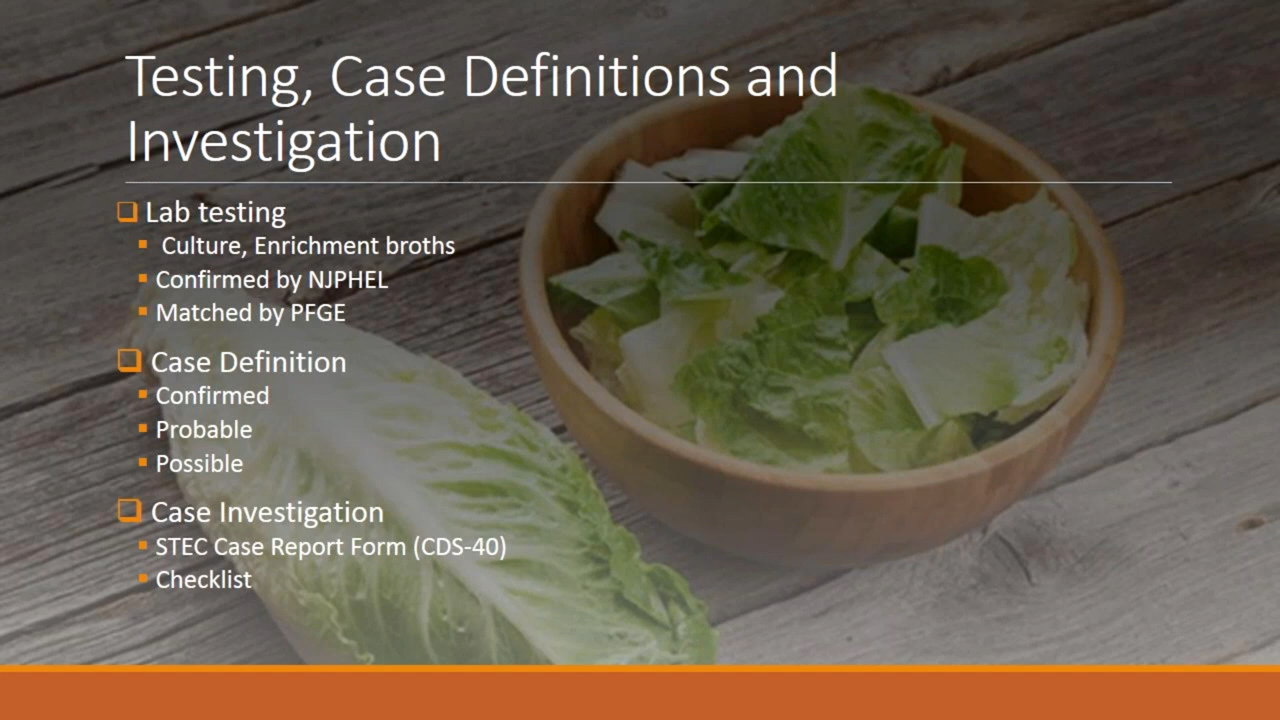 Testing, Case Definitions and
Investigation
Lab testing
Culture, Enrichment broths
Confirmed by NJPHEL
Matched by PFGE
Case Definition
Confirmed
Probable
Possible
Case Investigation
STEC Case Report Form (CDS-40)
Checklist